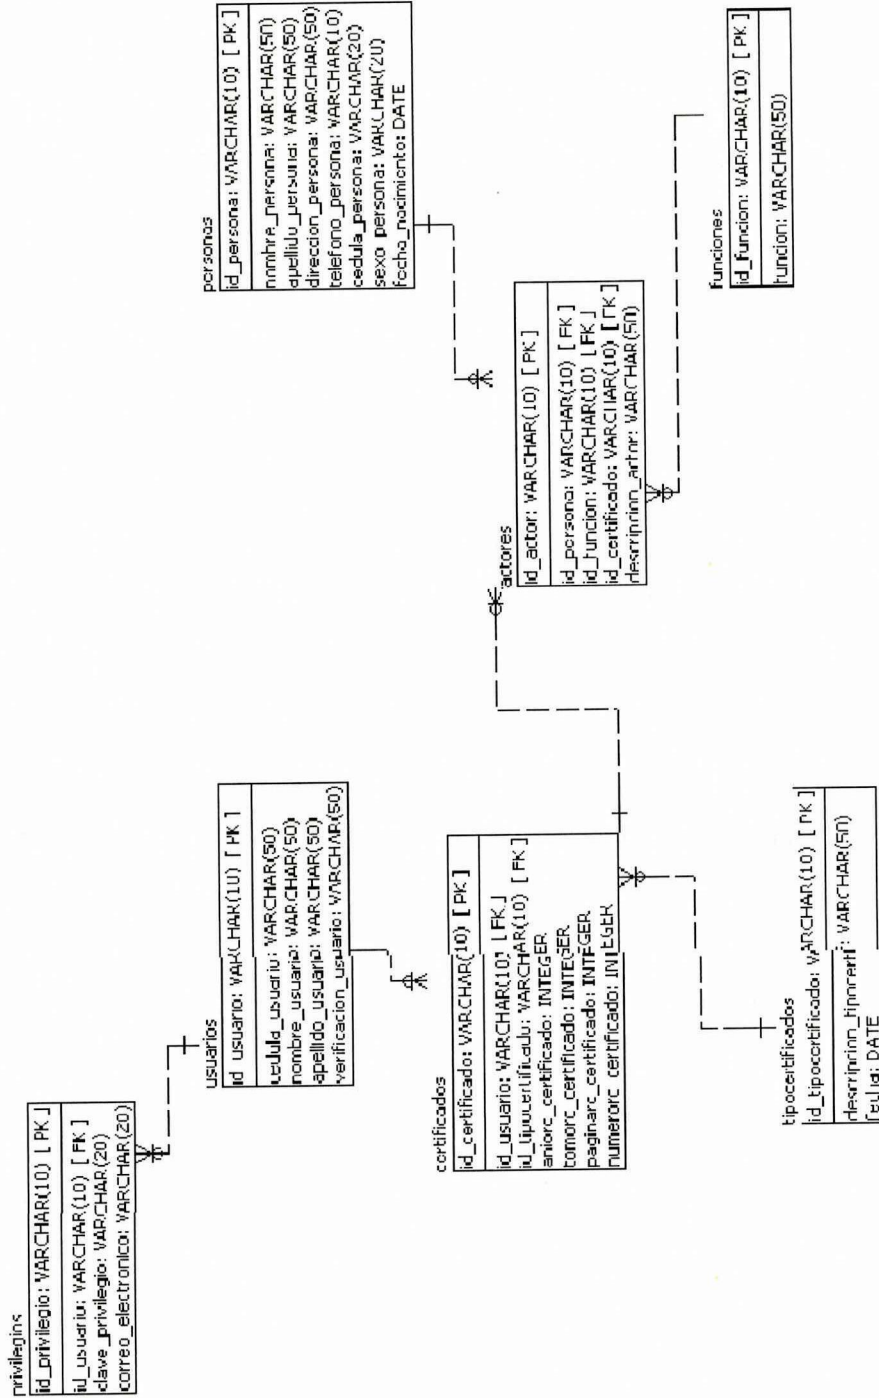 privilegios
id_privilegio: VARCHAR(10) [ PK ]
id_usuario: VARCHAR(10) [ FK ]
clave_privilegio: VARCHAR(20)
correo_electronico: VARCHAR(20)
usuarios
id_usuario: VARCHAR(10) [ PK ]
cedula_usuario: VARCHAR(50)
nombre_usuario: VARCHAR(50)
apellido_usuario: VARCHAR(50)
verificacion_usuario: VARCHAR(50)
personas
id_persona: VARCHAR(10) [ PK ]
nombre_persona: VARCHAR(50)
apellido_persona: VARCHAR(50)
direccion_persona: VARCHAR(50)
telefono_persona: VARCHAR(10)
cedula_persona: VARCHAR(20)
sexo_persona: VARCHAR(20)
fecha_nacimiento: DATE
certificados
id_certificado: VARCHAR(10) [ PK ]
id_usuario: VARCHAR(10) [ FK ]
id_tipocertificado: VARCHAR(10) [ FK ]
aniorc_certificado: INTEGER
tomorc_certificado: INTEGER
paginarc_certificado: INTEGER
numerorc_certificado: INTEGER
actores
id_actor: VARCHAR(10) [ PK ]
id_persona: VARCHAR(10) [ FK ]
id_funcion: VARCHAR(10) [ FK ]
id_certificado: VARCHAR(10) [ FK ]
descripcion_actor: VARCHAR(50)
tipocertificados
id_tipocertificado: VARCHAR(10) [ PK ]
descripcion_tipocertif: VARCHAR(50)
fecha: DATE
funciones
id_funcion: VARCHAR(10) [ PK ]
funcion: VARCHAR(50)